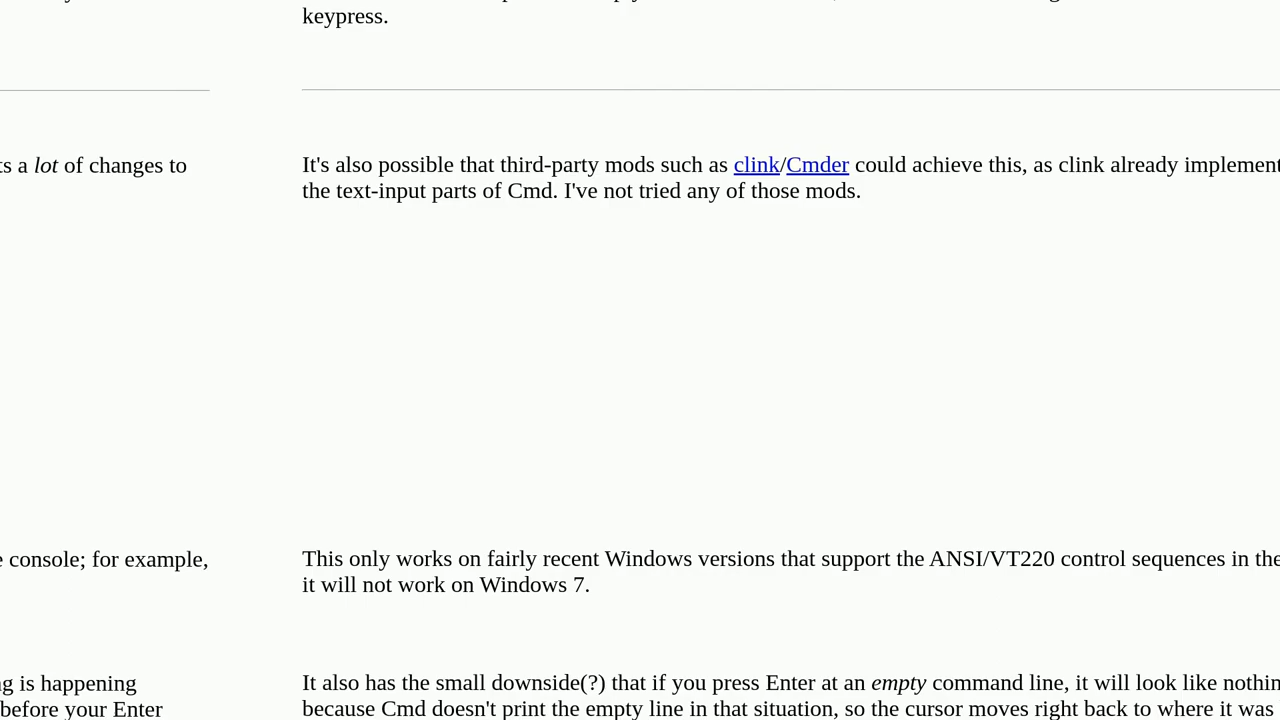 ts a lot of changes to
e console; for example,
g is happening
before your Enter
keypress.
It's also possible that third-party mods such as clink/Cmder could achieve this, as clink already implement
the text-input parts of Cmd. I've not tried any of those mods.
This only works on fairly recent Windows versions that support the ANSI/VT220 control sequences in the
it will not work on Windows 7.
It also has the small downside(?) that if you press Enter at an empty command line, it will look like nothin
because Cmd doesn't print the empty line in that situation, so the cursor moves right back to where it was